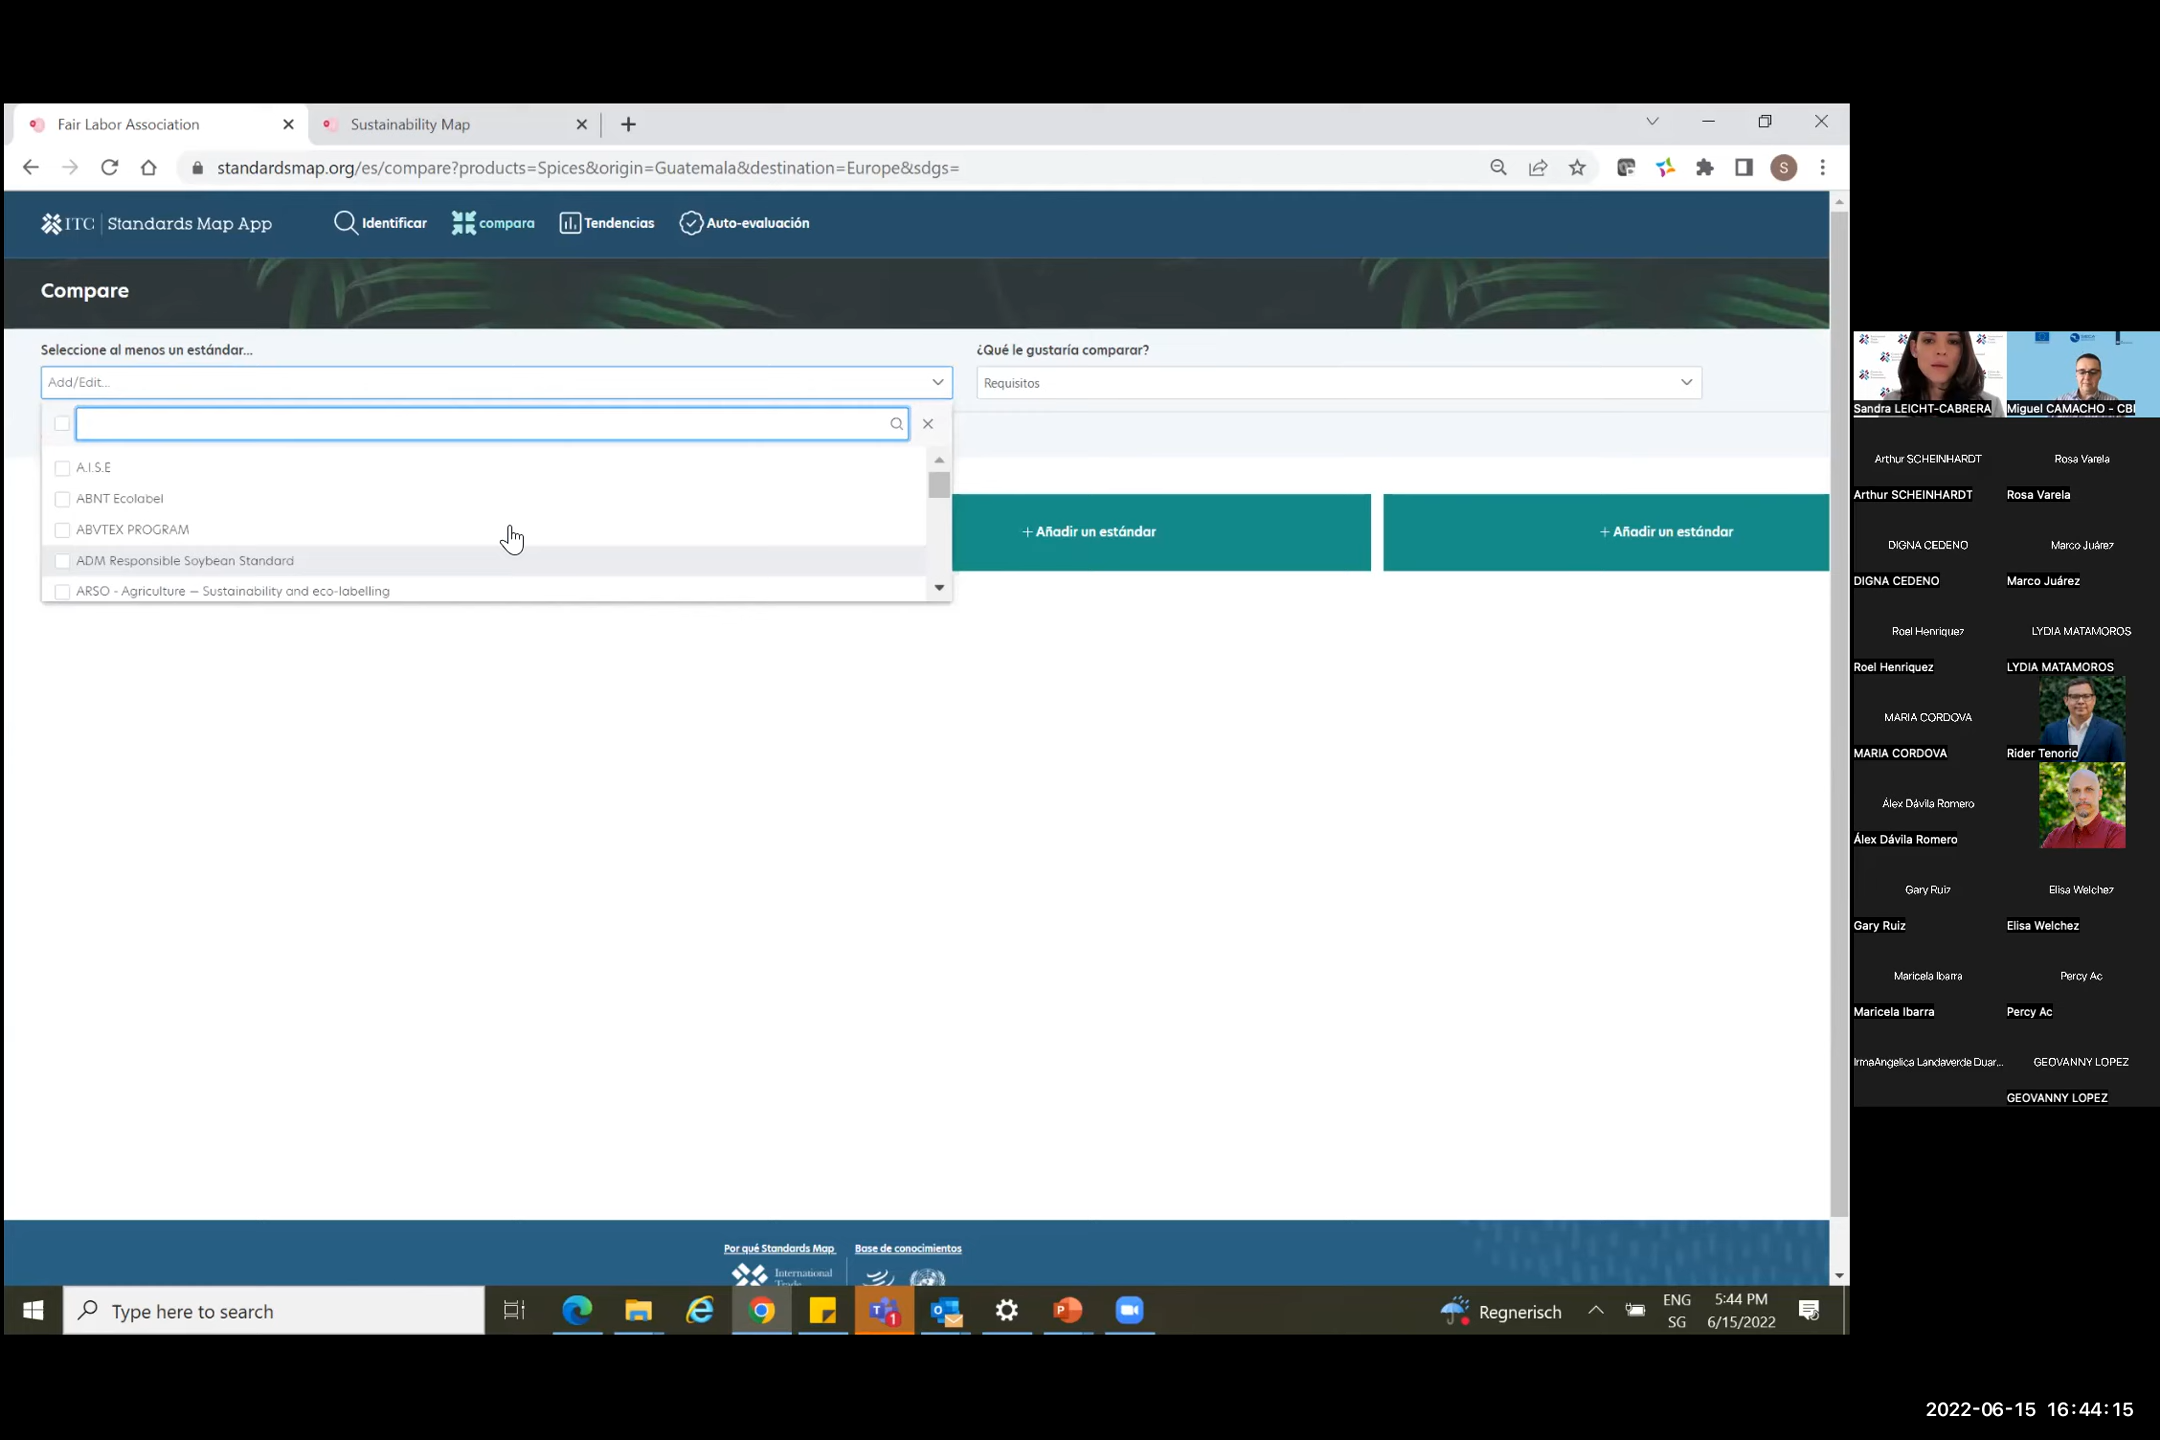 Fair Labor Association
Sustainability Map
standardsmap.org/es/compare?products=Spices&origin=Guatemala&destination=Europe&sdgs=
S
ITC | Standards Map App
Identificar
compara
Tendencias
Auto-evaluación
Compare
Seleccione al menos un estándar...
¿Qué le gustaría comparar?
Add/Edit...
Requisitos
A.I.S.E
ABNT Ecolabel
ABVTEX PROGRAM
ADM Responsible Soybean Standard
ARSO - Agriculture — Sustainability and eco-labelling
+ Añadir un estándar
+ Añadir un estándar
Por qué Standards Map
Base de conocimientos
International
Type here to search
Regnerisch
ENG
SG
5:44 PM
6/15/2022
Sandra LEICHT-CABRERA
Miguel CAMACHO - CBI
Arthur SCHEINHARDT
Rosa Varela
Arthur SCHEINHARDT
Rosa Varela
DIGNA CEDENO
Marco Juárez
DIGNA CEDENO
Marco Juárez
Roel Henriquez
LYDIA MATAMOROS
Roel Henriquez
LYDIA MATAMOROS
MARIA CORDOVA
MARIA CORDOVA
Rider Tenorio
Álex Dávila Romero
Álex Dávila Romero
Gary Ruiz
Elisa Welchez
Gary Ruiz
Elisa Welchez
Maricela Ibarra
Percy Ac
Maricela Ibarra
Percy Ac
IrmaAngelica Landaverde Duar...
GEOVANNY LOPEZ
GEOVANNY LOPEZ
2022-06-15 16:44:15